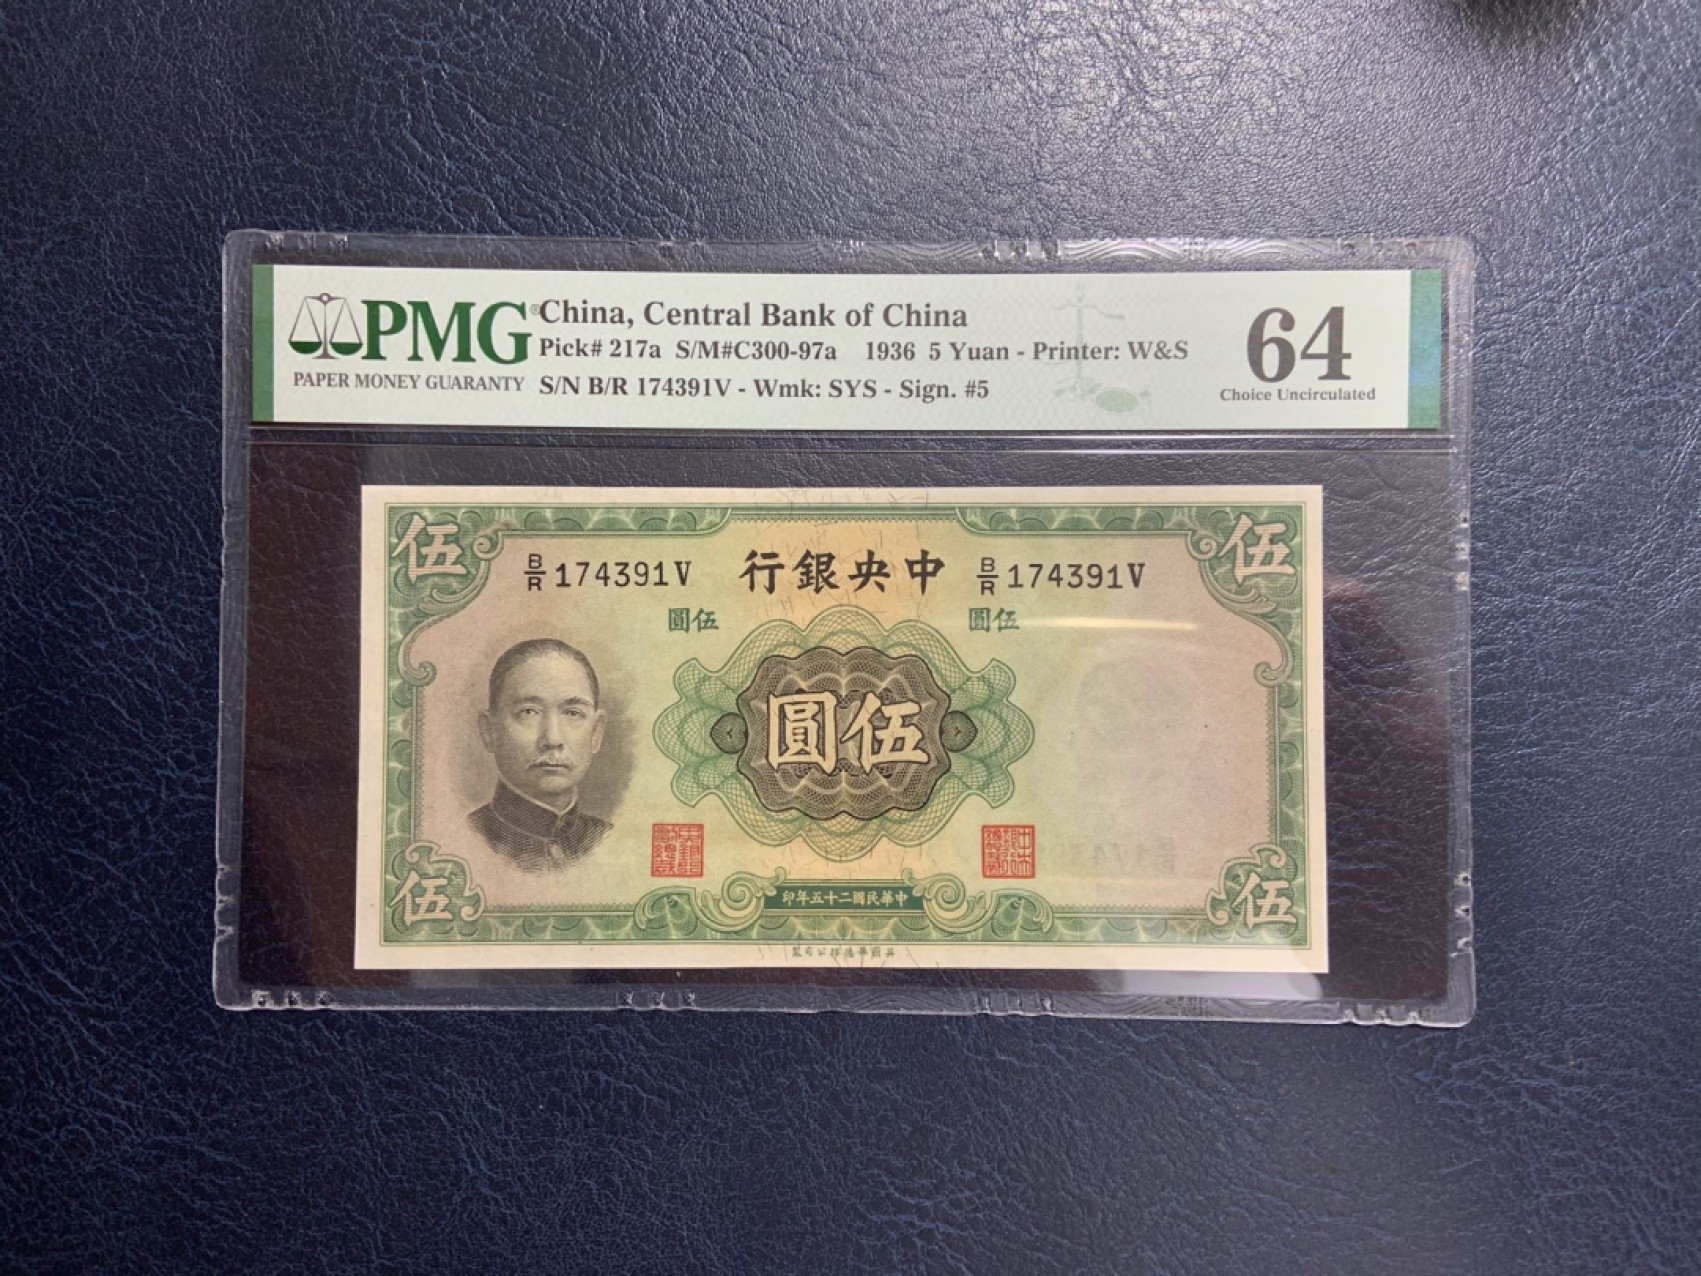 PMG®
PAPER MONEY GUARANTY
China, Central Bank of China
Pick# 217a S/M#C300-97a 1936 5 Yuan - Printer: W&S
S/N B/R 174391V - Wmk: SYS - Sign. #5
64
Choice Uncirculated
伍
伍
B/R 174391V
行銀央中
B/R 174391V
圓伍
圓伍
圓伍
伍
伍
印年五十二國民華中